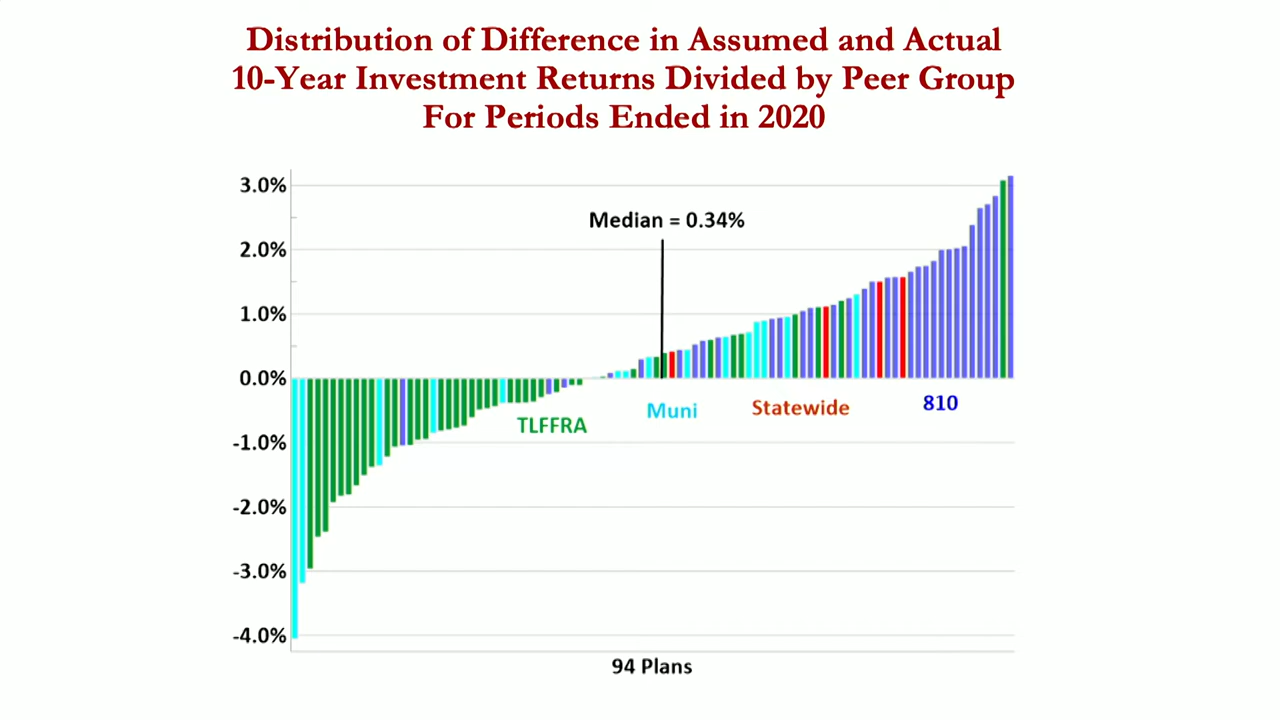 Distribution of Difference in Assumed and Actual
10-Year Investment Returns Divided by Peer Group
For Periods Ended in 2020
3.0%
Median = 0.34%
2.0%
1.0%
0.0%
TLFFRA
Muni
Statewide
810
-1.0%
-2.0%
-3.0%
-4.0%
94 Plans